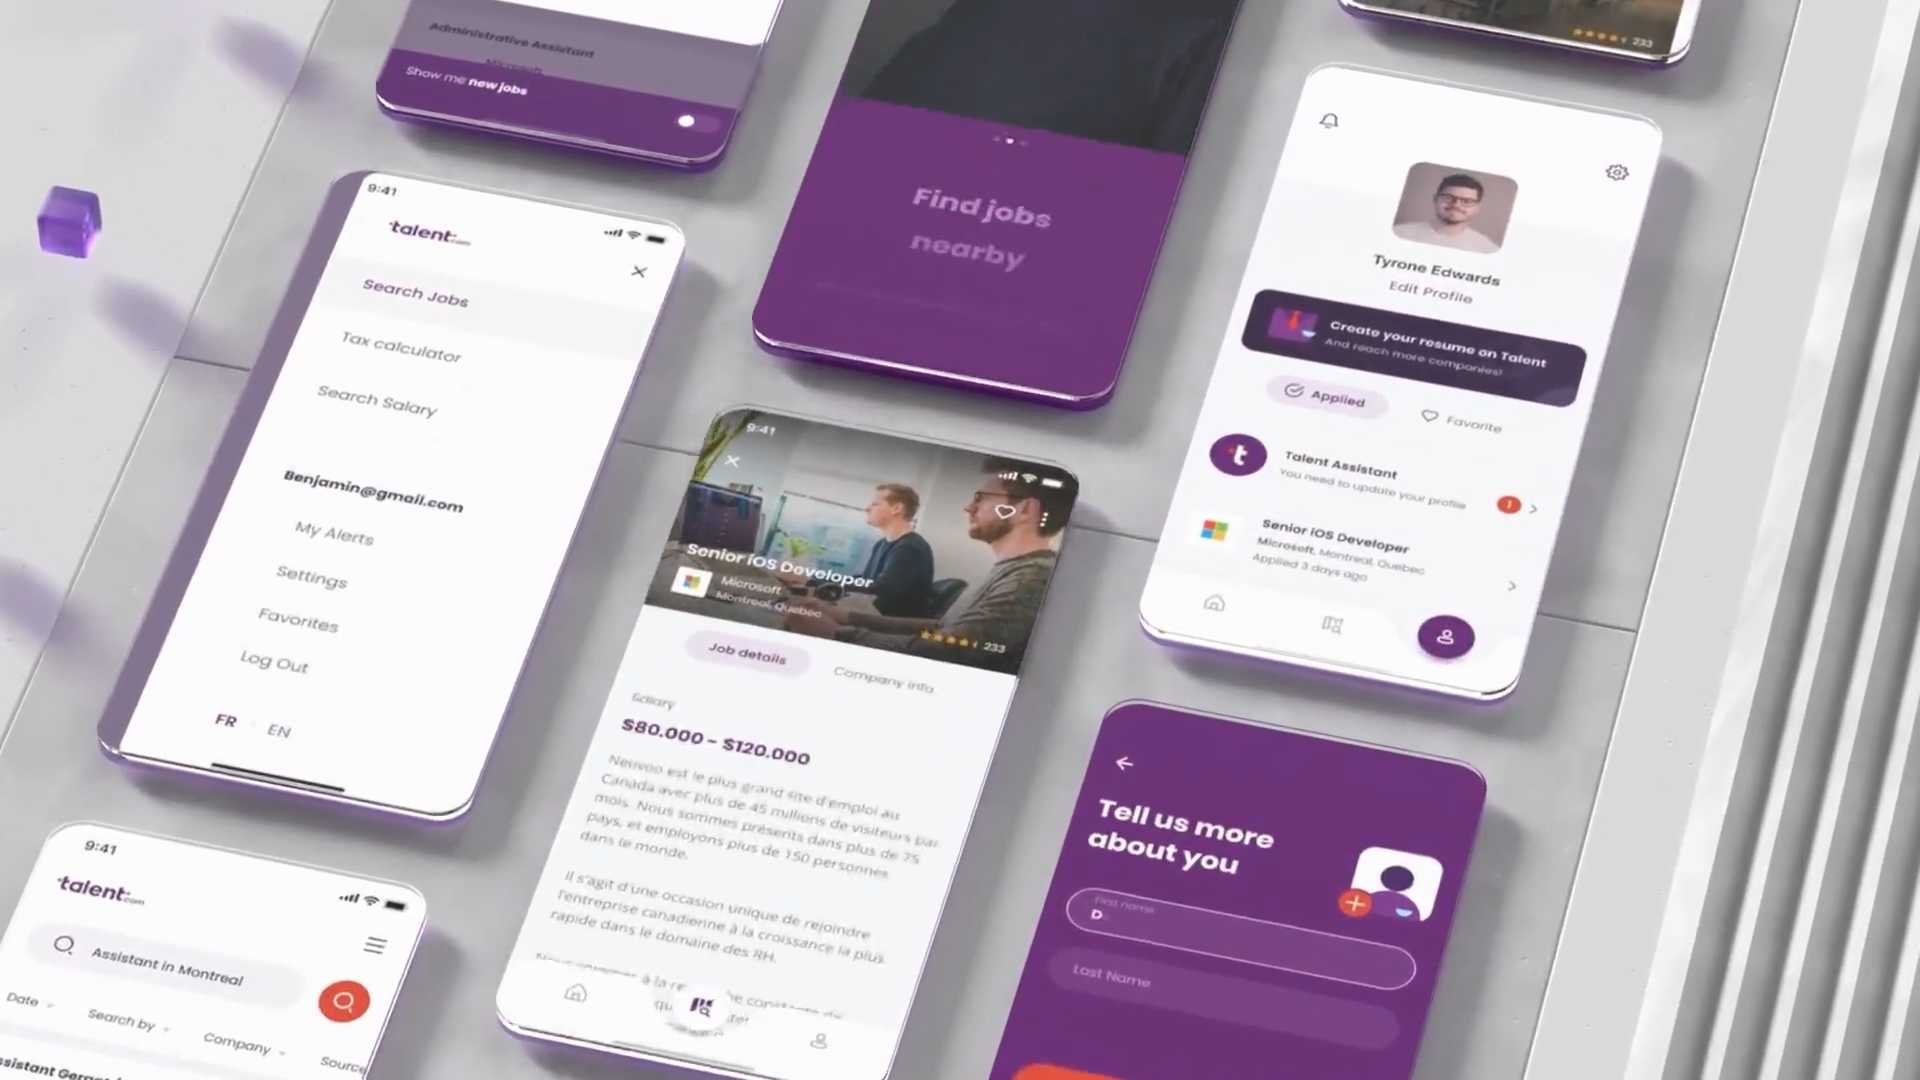 Administrative Assistant
Microsoft
Show me new jobs
Find jobs
nearby
233
9:41
talent.com
Search Jobs
Tax calculator
Search Salary
Benjamin@gmail.com
My Alerts
Settings
Favorites
Log Out
FR
EN
Tyrone Edwards
Edit Profile
Create your resume on Talent
And reach more companies!
Applied
Favorite
t
Talent Assistant
You need to update your profile
1
Senior iOS Developer
Microsoft, Montreal, Quebec
Applied 3 days ago
9:41
Senior iOS Developer
Microsoft
Montreal, Quebec
233
Job details
Company info
Salary
$80.000 - $120.000
Neuvoo est le plus grand site d'emploi au
Canada avec plus de 45 millions de visiteurs par
mois. Nous sommes présents dans plus de 75
pays, et employons plus de 150 personnes
dans le monde.
Il s'agit d'une occasion unique de rejoindre
l'entreprise canadienne à la croissance la plus
rapide dans le domaine des RH.
à la
Tell us more
about you
First name
D
Last Name
9:41
talent.com
Assistant in Montreal
Date
Search by
Company
Source